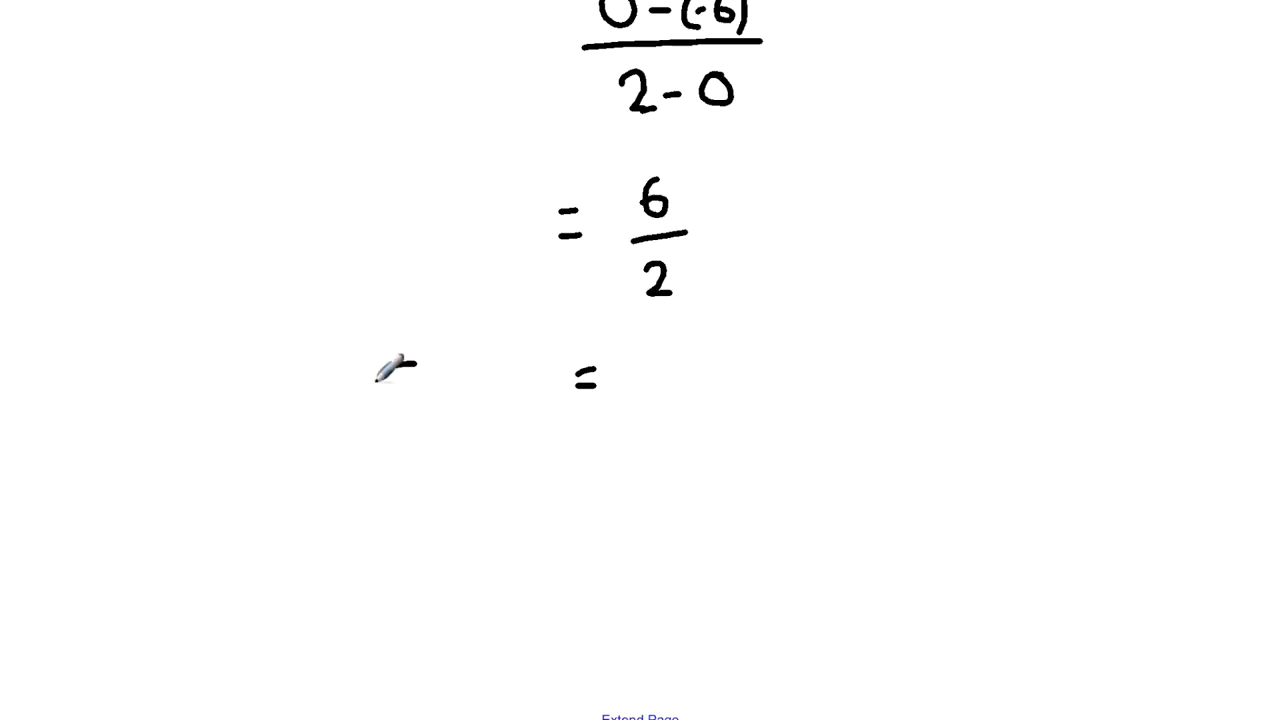 0 - (-6)
2 - 0
= 6
2
=
Extend Page